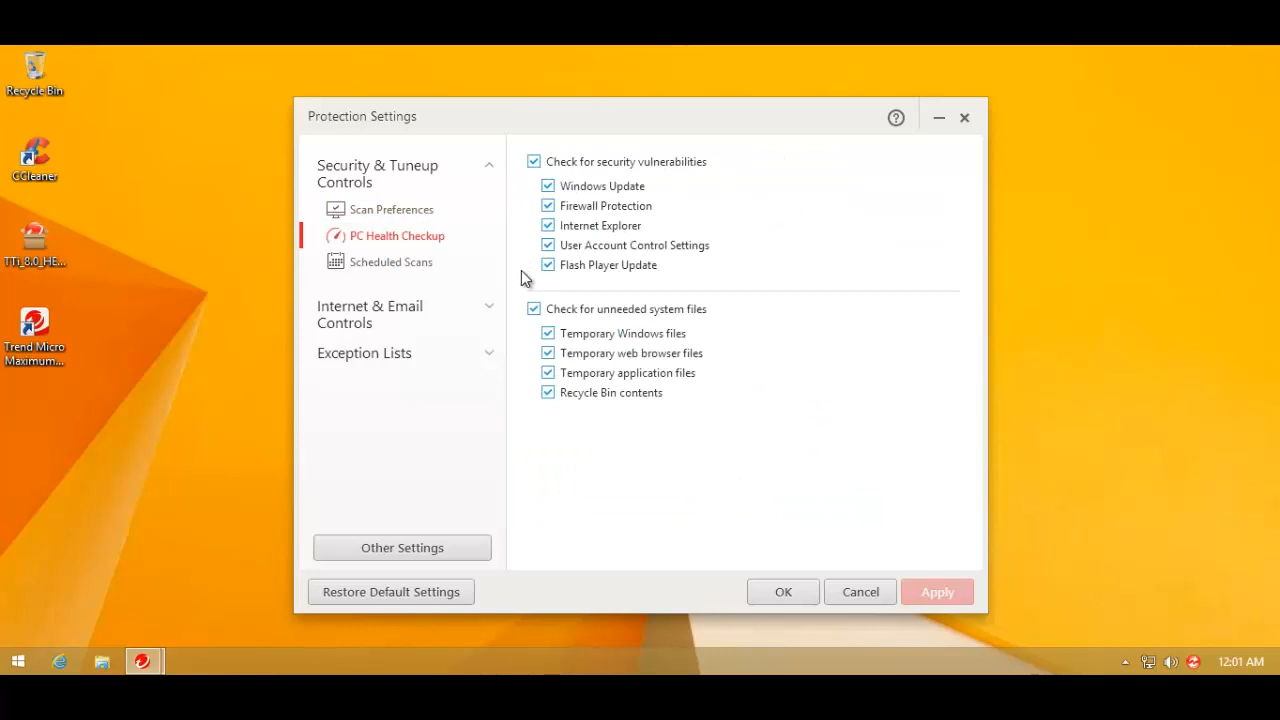 Recycle Bin
CCleaner
TTi_8.0_HE...
Trend Micro
Maximum...
Protection Settings
?
Security & Tuneup
Controls
Scan Preferences
PC Health Checkup
Scheduled Scans
Internet & Email
Controls
Exception Lists
Other Settings
Check for security vulnerabilities
Windows Update
Firewall Protection
Internet Explorer
User Account Control Settings
Flash Player Update
Check for unneeded system files
Temporary Windows files
Temporary web browser files
Temporary application files
Recycle Bin contents
Restore Default Settings
OK
Cancel
Apply
12:01 AM